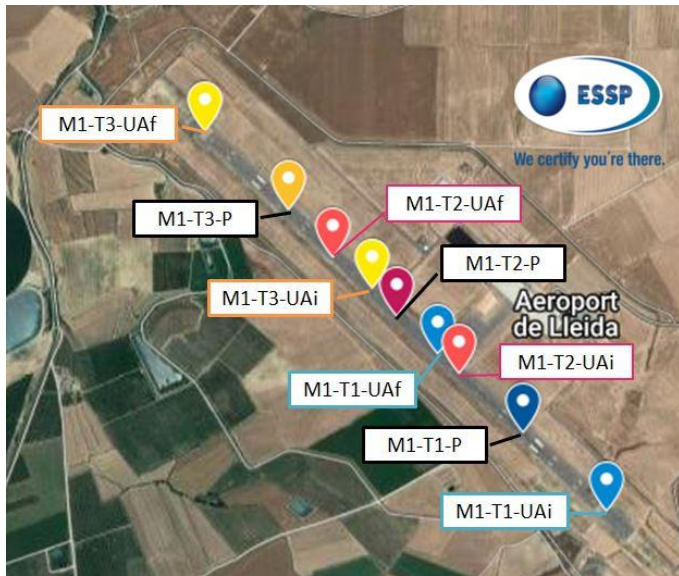 ESSP
We certify you're there.
M1-T3-UAf
M1-T2-UAf
M1-T3-P
M1-T2-P
M1-T3-UAi
Aeroport
de Lleida
M1-T2-UAi
M1-T1-UAf
M1-T1-P
M1-T1-UAi